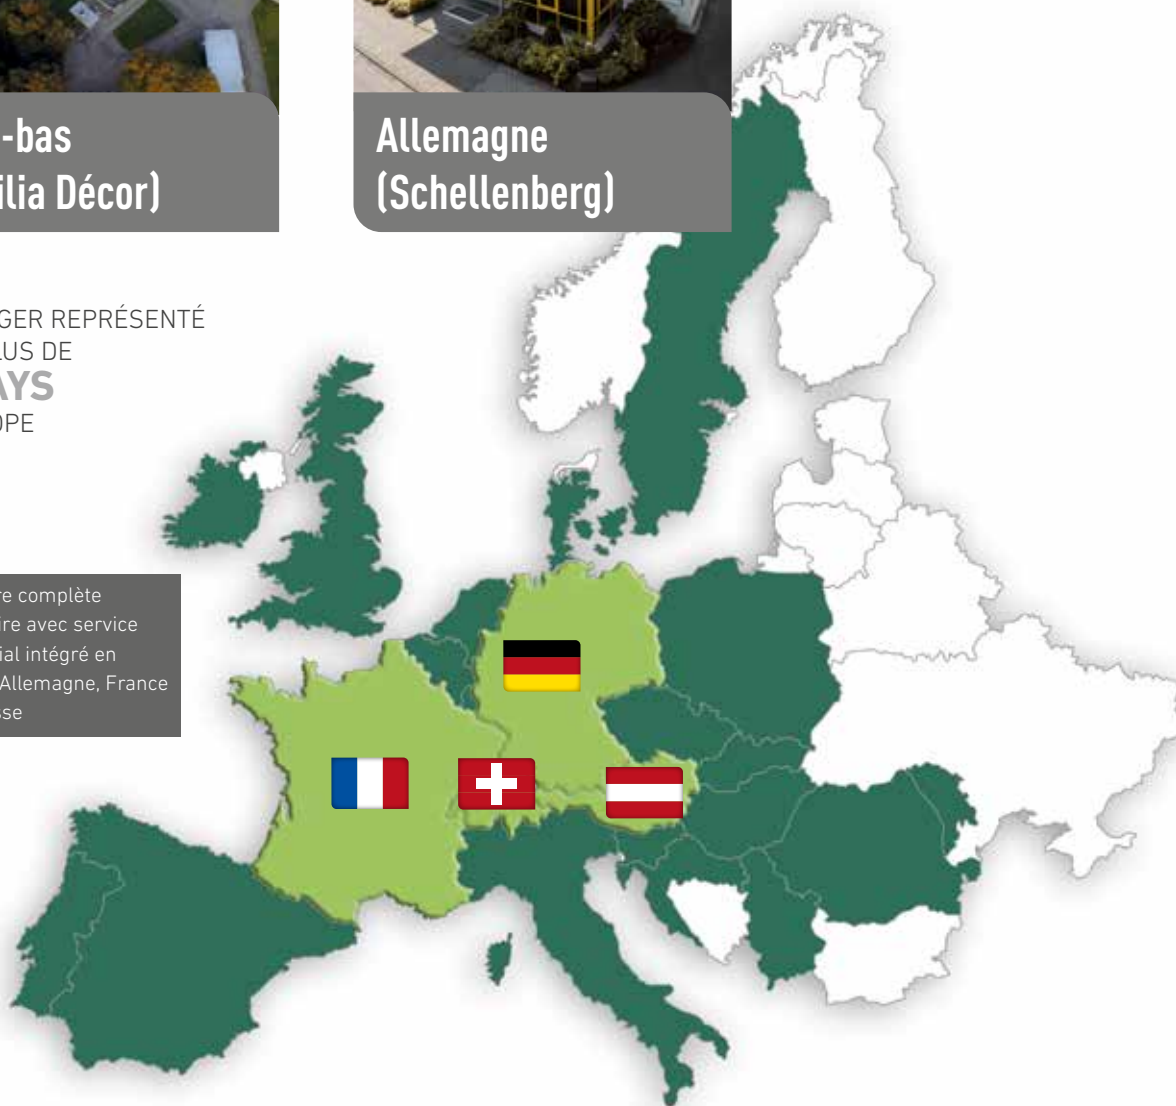 -bas
ilia Décor)
Allemagne
(Schellenberg)
GER REPRÉSENTÉ
LUS DE
AYS
OPE
re complète
ire avec service
ial intégré en
Allemagne, France
sse